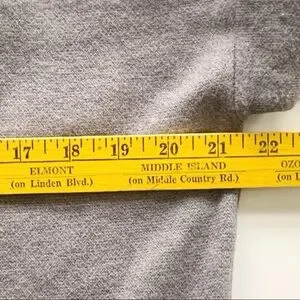 17 18 19 20 21 22
ELMONT MIDDLE ISLAND
(on Linden Blvd.) (on Middle Country Rd.)